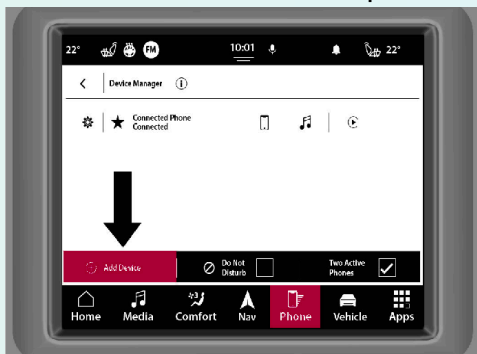 22° FM 10:01 22°
Device Manager
Connected Phone
Connected
Add Device
Do Not
Disturb
Two Active
Phones
Home Media Comfort Nav Phone Vehicle Apps